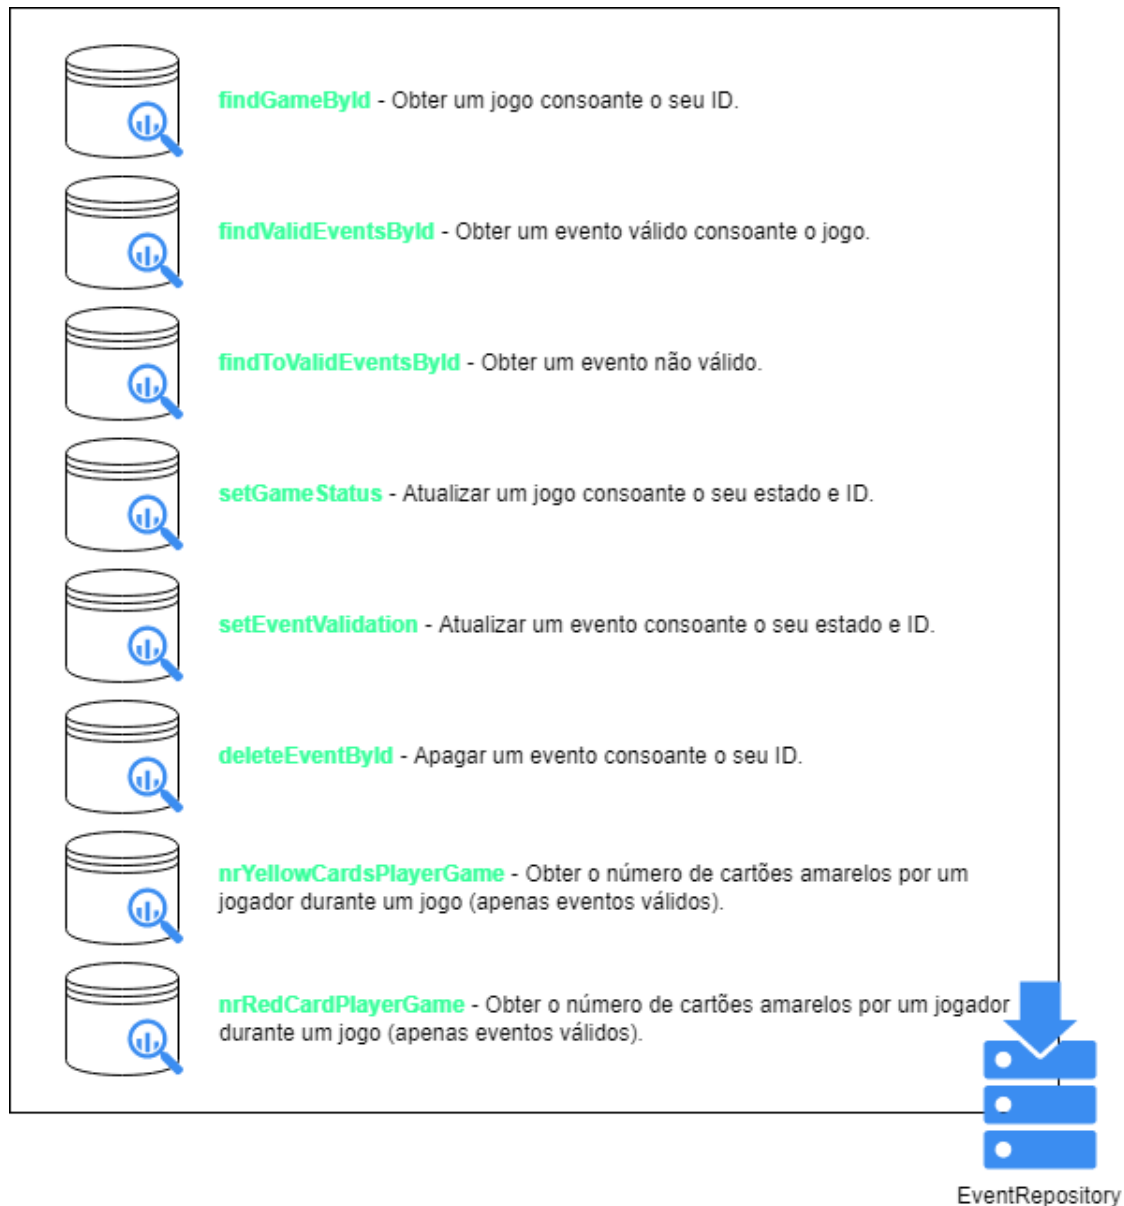 findGameById - Obter um jogo consoante o seu ID.
findValidEventsById - Obter um evento válido consoante o jogo.
findToValidEventsById - Obter um evento não válido.
setGameStatus - Atualizar um jogo consoante o seu estado e ID.
setEventValidation - Atualizar um evento consoante o seu estado e ID.
deleteEventById - Apagar um evento consoante o seu ID.
nrYellowCardsPlayerGame - Obter o número de cartões amarelos por um
jogador durante um jogo (apenas eventos válidos).
nrRedCardPlayerGame - Obter o número de cartões amarelos por um jogador
durante um jogo (apenas eventos válidos).
EventRepository